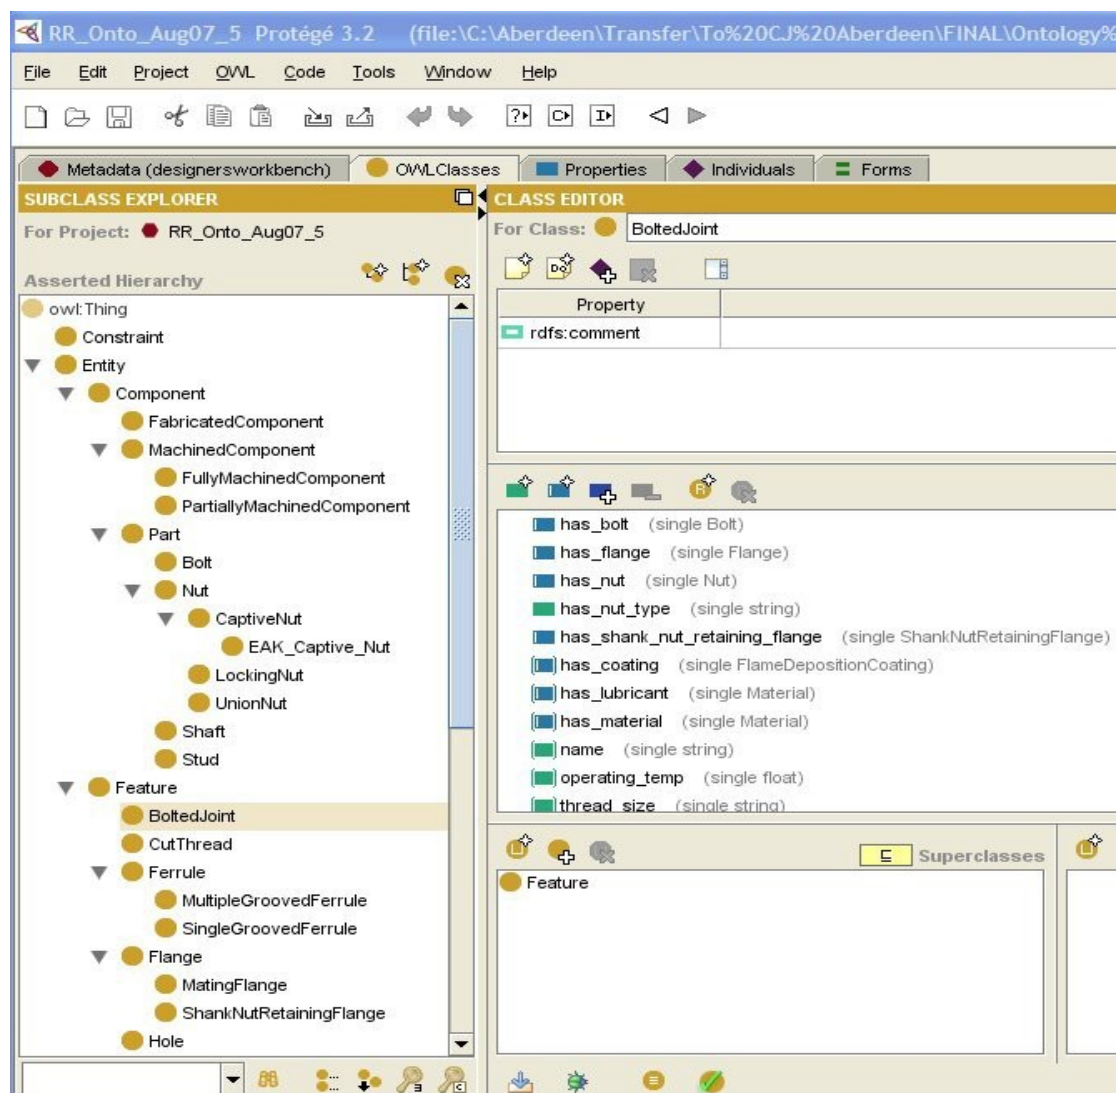 RR_Onto_Aug07_5 Protégé 3.2 (file:\C:\Aberdeen\Transfer\To%20CJ%20Aberdeen\FINAL\Ontology%
File Edit Project OWL Code Tools Window Help
Metadata (designersworkbench) OWLClasses Properties Individuals Forms
SUBCLASS EXPLORER
For Project: RR_Onto_Aug07_5
Asserted Hierarchy
owl:Thing
Constraint
Entity
Component
FabricatedComponent
MachinedComponent
FullyMachinedComponent
PartiallyMachinedComponent
Part
Bolt
Nut
CaptiveNut
EAK_Captive_Nut
LockingNut
UnionNut
Shaft
Stud
Feature
BoltedJoint
CutThread
Ferrule
MultipleGroovedFerrule
SingleGroovedFerrule
Flange
MatingFlange
ShankNutRetainingFlange
Hole
CLASS EDITOR
For Class: BoltedJoint
Property
rdfs:comment
has_bolt (single Bolt)
has_flange (single Flange)
has_nut (single Nut)
has_nut_type (single string)
has_shank_nut_retaining_flange (single ShankNutRetainingFlange)
has_coating (single FlameDepositionCoating)
has_lubricant (single Material)
has_material (single Material)
name (single string)
operating_temp (single float)
thread_size (single string)
⊑ Superclasses
Feature